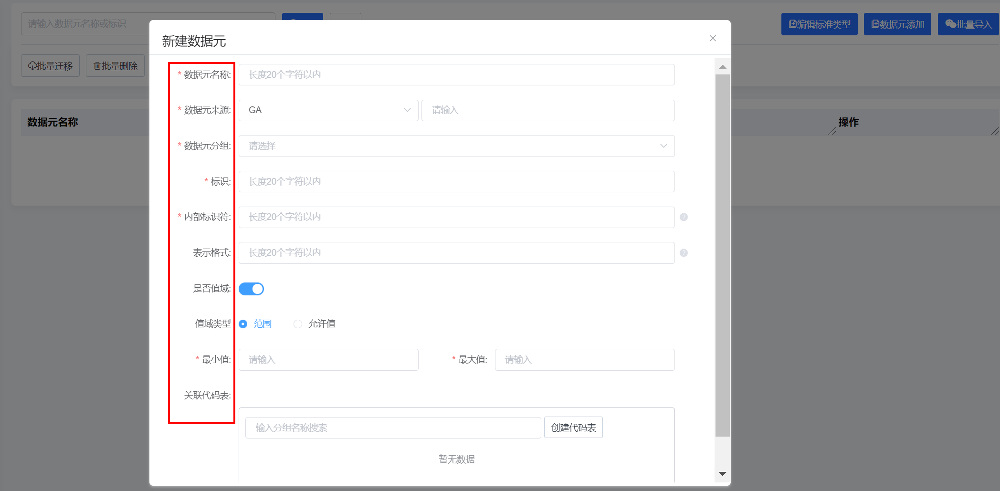 请输入数据元名称或标识
编辑标准类型
数据元添加
批量导入
批量迁移
批量删除
数据元名称
操作
新建数据元
* 数据元名称: 长度20个字符以内
* 数据元来源: GA 请输入
* 数据元分组: 请选择
* 标识: 长度20个字符以内
* 内部标识符: 长度20个字符以内
表示格式: 长度20个字符以内
是否值域:
值域类型 范围 允许值
* 最小值: 请输入 * 最大值: 请输入
关联代码表:
输入分组名称搜索 创建代码表
暂无数据